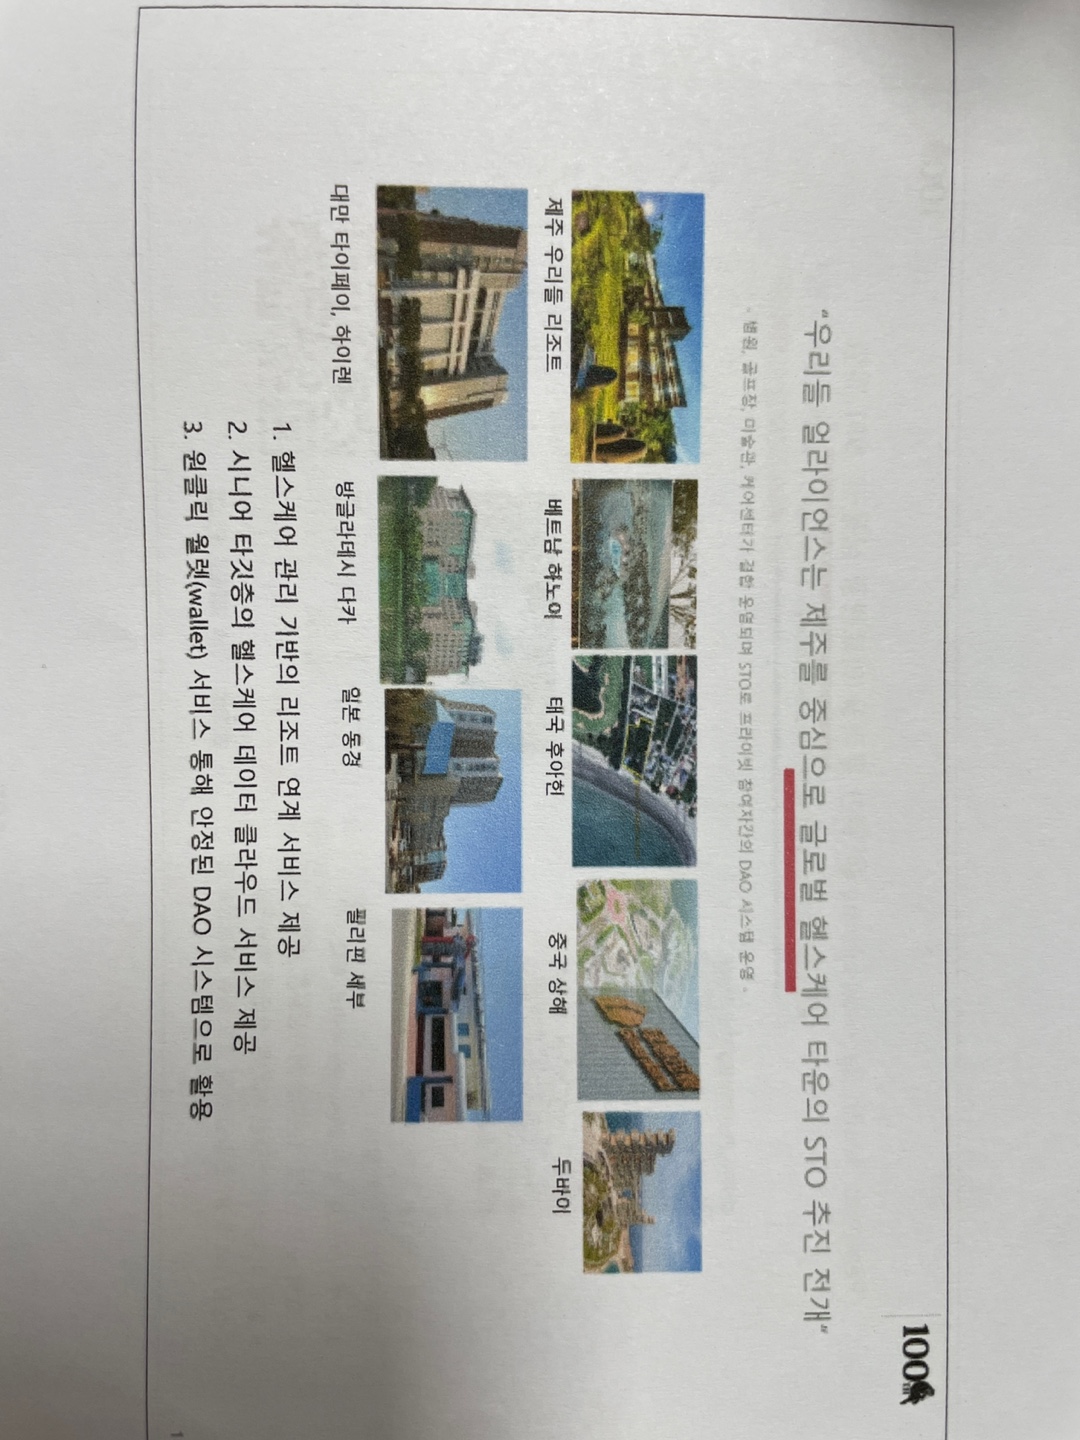 100th
“우리들 얼라이언스는 제주를 중심으로 글로벌 헬스케어 타운의 STO 추진 전개“
- 병원, 골프장, 미술관, 케어센터가 결합 운영되며 STO로 프라이빗 참여자간의 DAO 시스템 운영 -
제주 우리들 리조트
베트남 하노이
태국 후아힌
중국 상해
두바이
대만 타이페이, 하이렌
방글라데시 다카
일본 동경
필리핀 세부
1. 헬스케어 관리 기반의 리조트 연계 서비스 제공
2. 시니어 타깃층의 헬스케어 데이터 클라우드 서비스 제공
3. 원클릭 월렛(wallet) 서비스 통해 안정된 DAO 시스템으로 활용
1